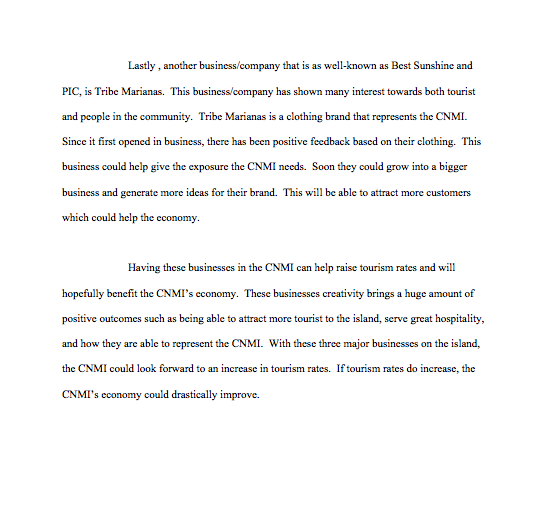 Lastly , another business/company that is as well-known as Best Sunshine and
PIC, is Tribe Marianas.  This business/company has shown many interest towards both tourist
and people in the community.  Tribe Marianas is a clothing brand that represents the CNMI.
Since it first opened in business, there has been positive feedback based on their clothing.  This
business could help give the exposure the CNMI needs.  Soon they could grow into a bigger
business and generate more ideas for their brand.  This will be able to attract more customers
which could help the economy.
Having these businesses in the CNMI can help raise tourism rates and will
hopefully benefit the CNMI's economy.  These businesses creativity brings a huge amount of
positive outcomes such as being able to attract more tourist to the island, serve great hospitality,
and how they are able to represent the CNMI.  With these three major businesses on the island,
the CNMI could look forward to an increase in tourism rates.  If tourism rates do increase, the
CNMI's economy could drastically improve.